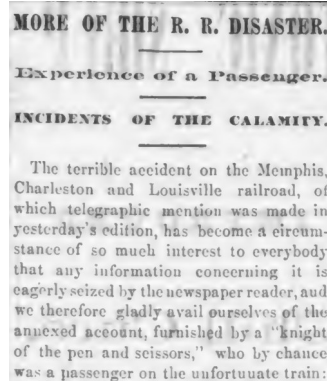 MORE OF THE R. R. DISASTER.
Experience of a Passenger.
INCIDENTS OF THE CALAMITY.
The terrible accident on the Memphis,
Charleston and Louisville railroad, of
which telegraphic mention was made in
yesterday's edition, has become a circum-
stance of so much interest to everybody
that any information concerning it is
eagerly seized by the newspaper reader, and
we therefore gladly avail ourselves of the
annexed account, furnished by a "knight
of the pen and scissors," who by chance
was a passenger on the unfortunate train: